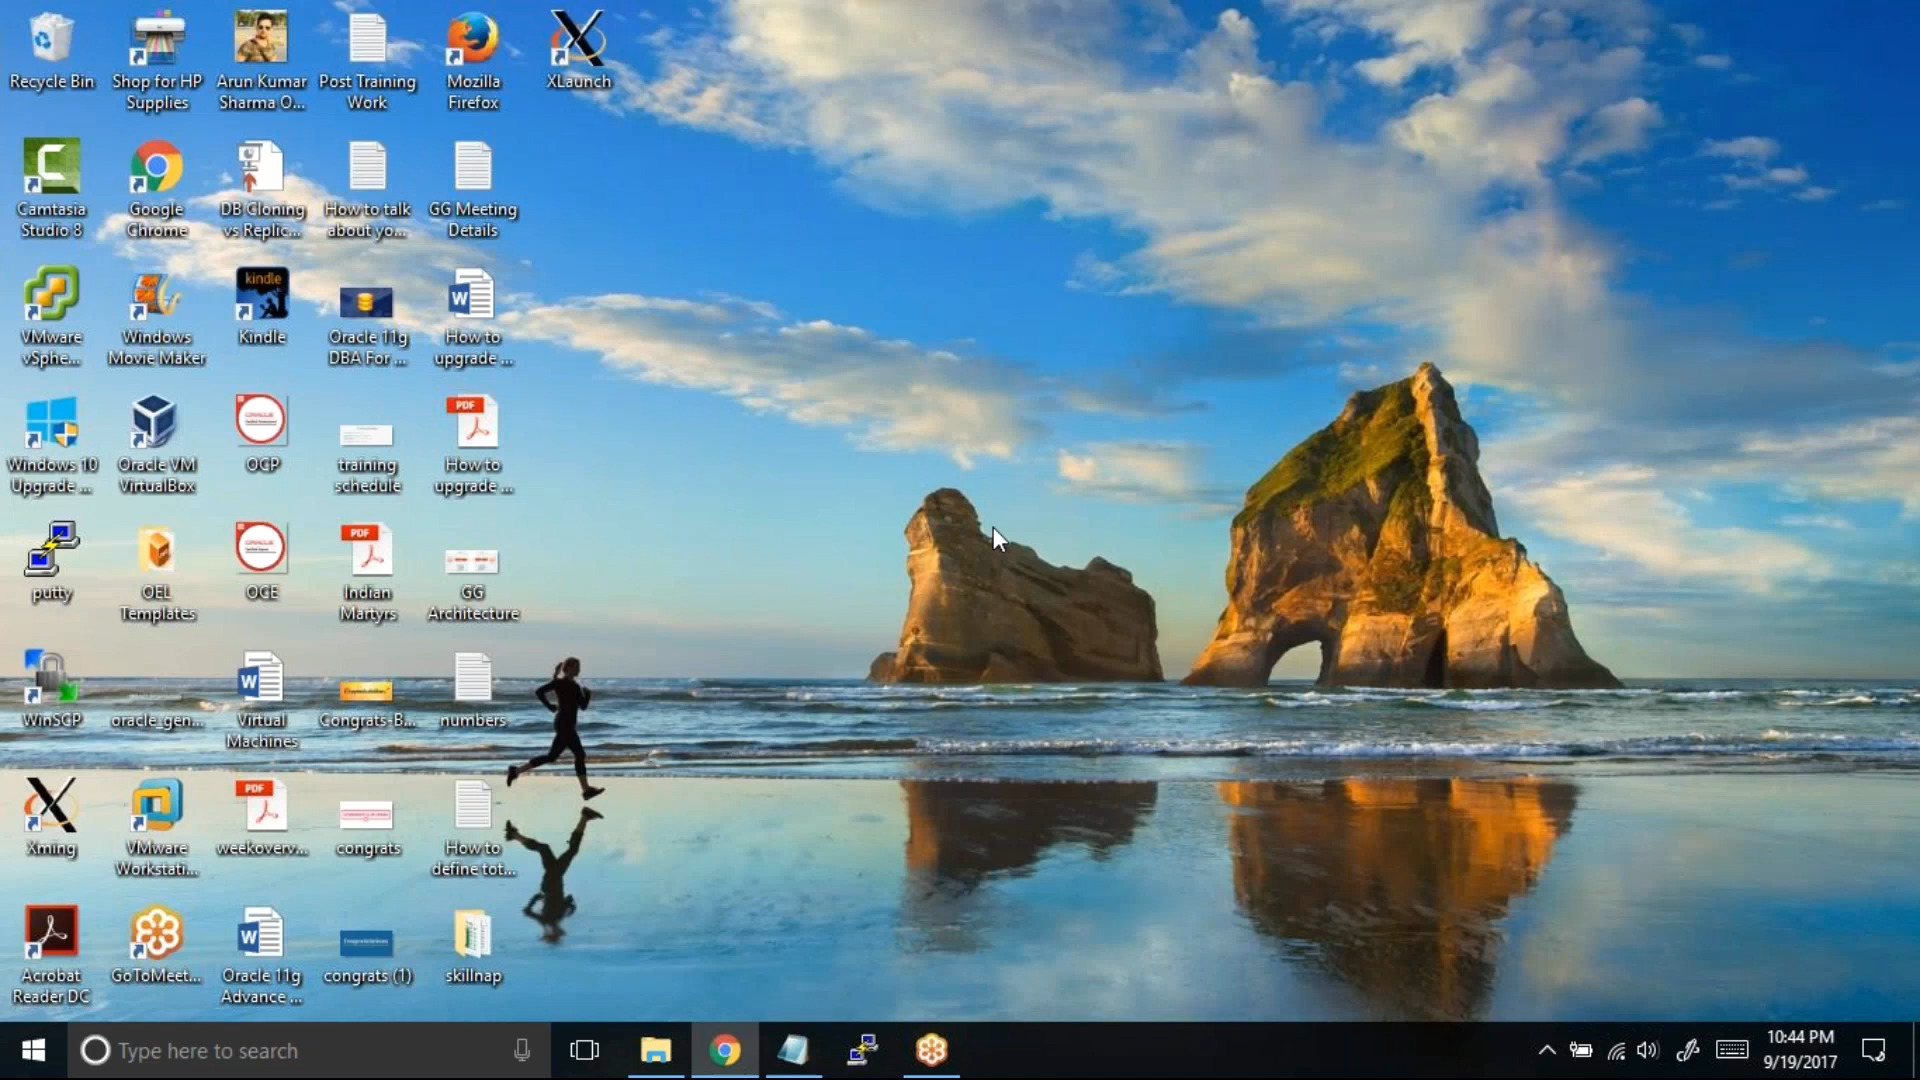 Recycle Bin
Shop for HP
Supplies
Arun Kumar
Sharma O...
Post Training
Work
Mozilla
Firefox
XLaunch
Camtasia
Studio 8
Google
Chrome
DB Cloning
vs Replic...
How to talk
about yo...
GG Meeting
Details
VMware
vSphe...
Windows
Movie Maker
kindle
Kindle
Oracle 11g
DBA For ...
W
How to
upgrade ...
Windows 10
Upgrade ...
Oracle VM
VirtualBox
ORACLE
OCP
training
schedule
PDF
How to
upgrade ...
putty
OEL
Templates
ORACLE
OCE
PDF
Indian
Martyrs
GG
Architecture
WinSCP
oracle_gen...
W
Virtual
Machines
Congratulations
Congrats-B...
numbers
Xming
VMware
Workstati...
PDF
weekoverv...
congrats
How to
define tot...
Acrobat
Reader DC
GoToMeet...
W
Oracle 11g
Advance ...
Congratulations
congrats (1)
skillnap
Type here to search
10:44 PM
9/19/2017